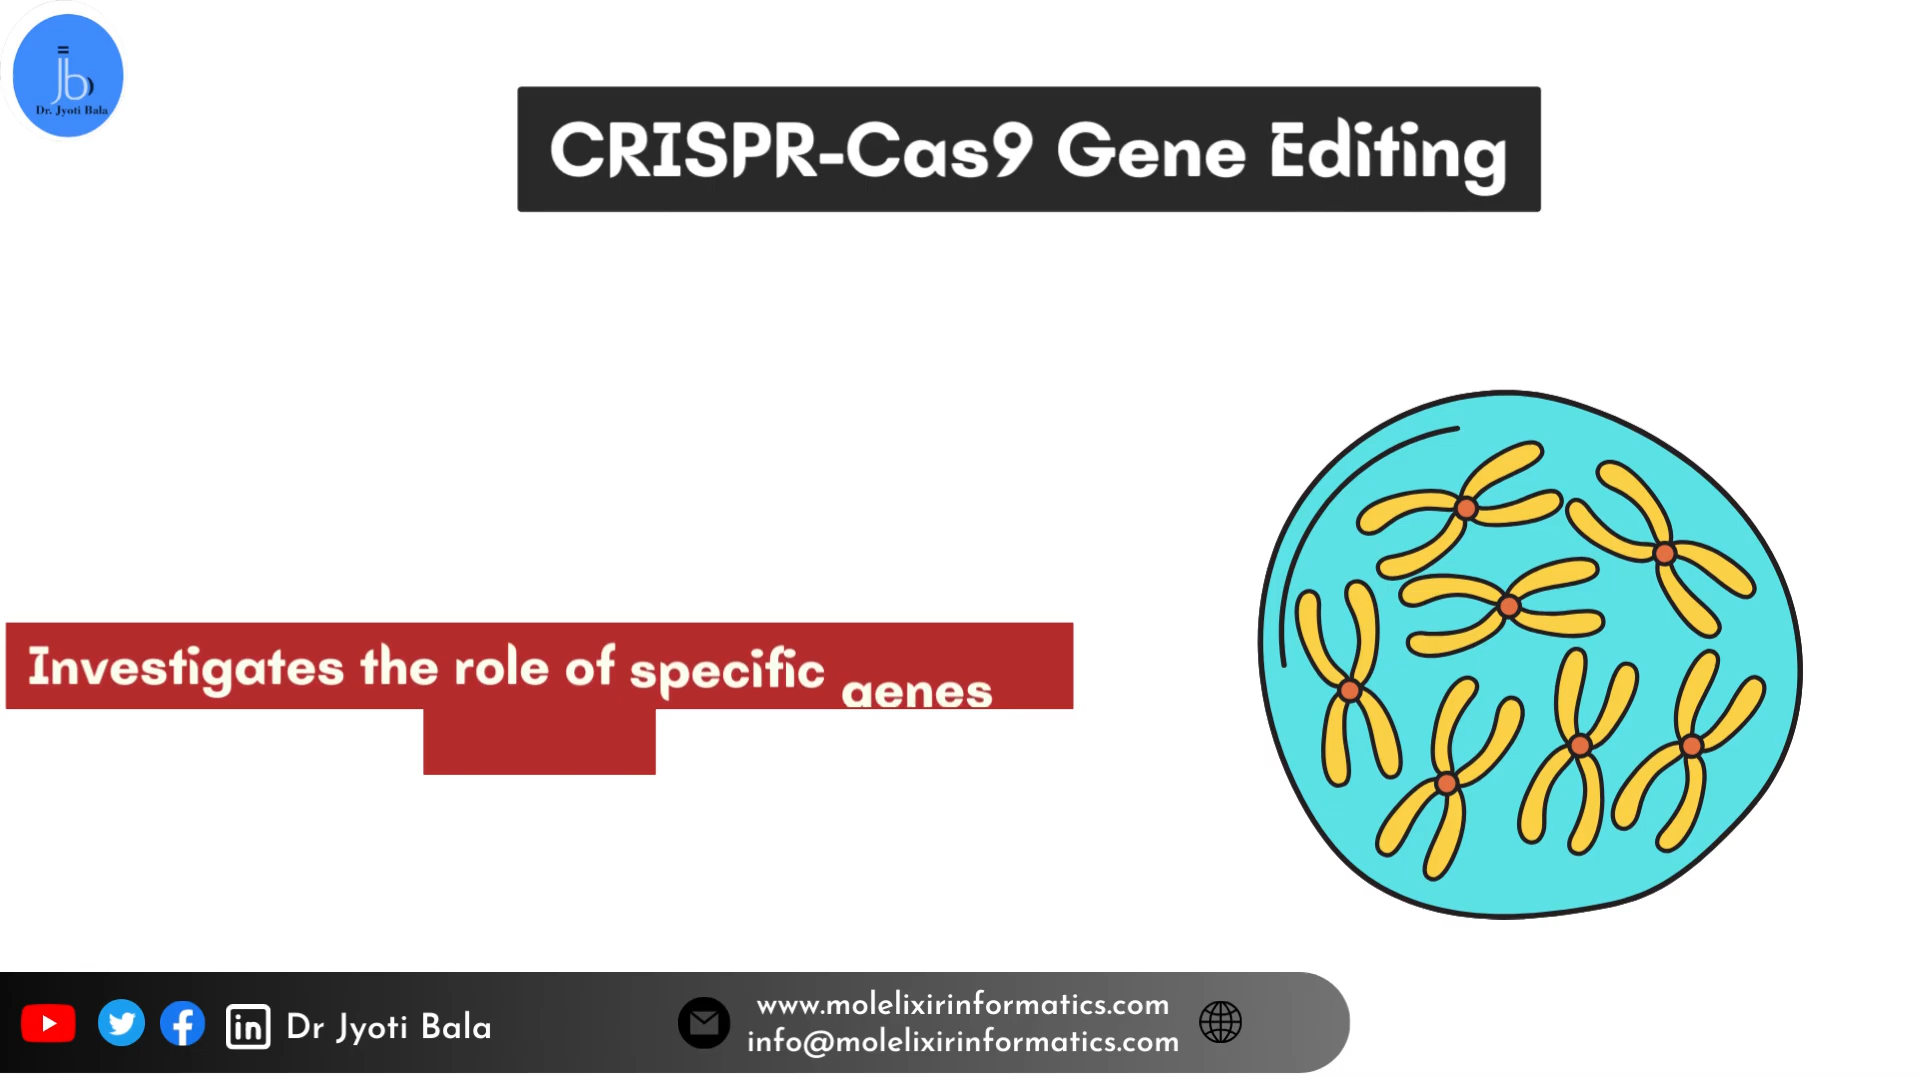 Dr. Jyoti Bala
CRISPR-Cas9 Gene Editing
Investigates the role of specific genes
Dr Jyoti Bala
www.molelixirinformatics.com
info@molelixirinformatics.com